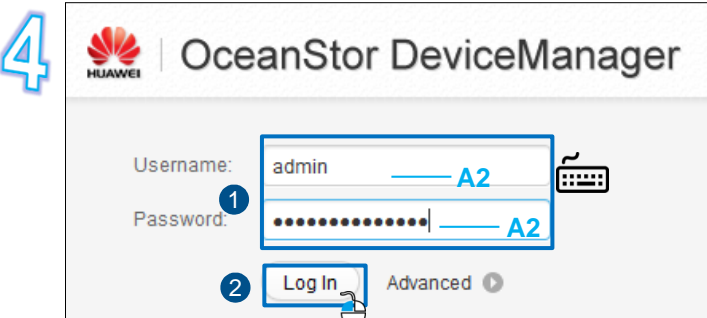 4
HUAWEI
OceanStor DeviceManager
Username:
admin
A2
1
Password:
••••••••••••••
A2
2
Log In
Advanced